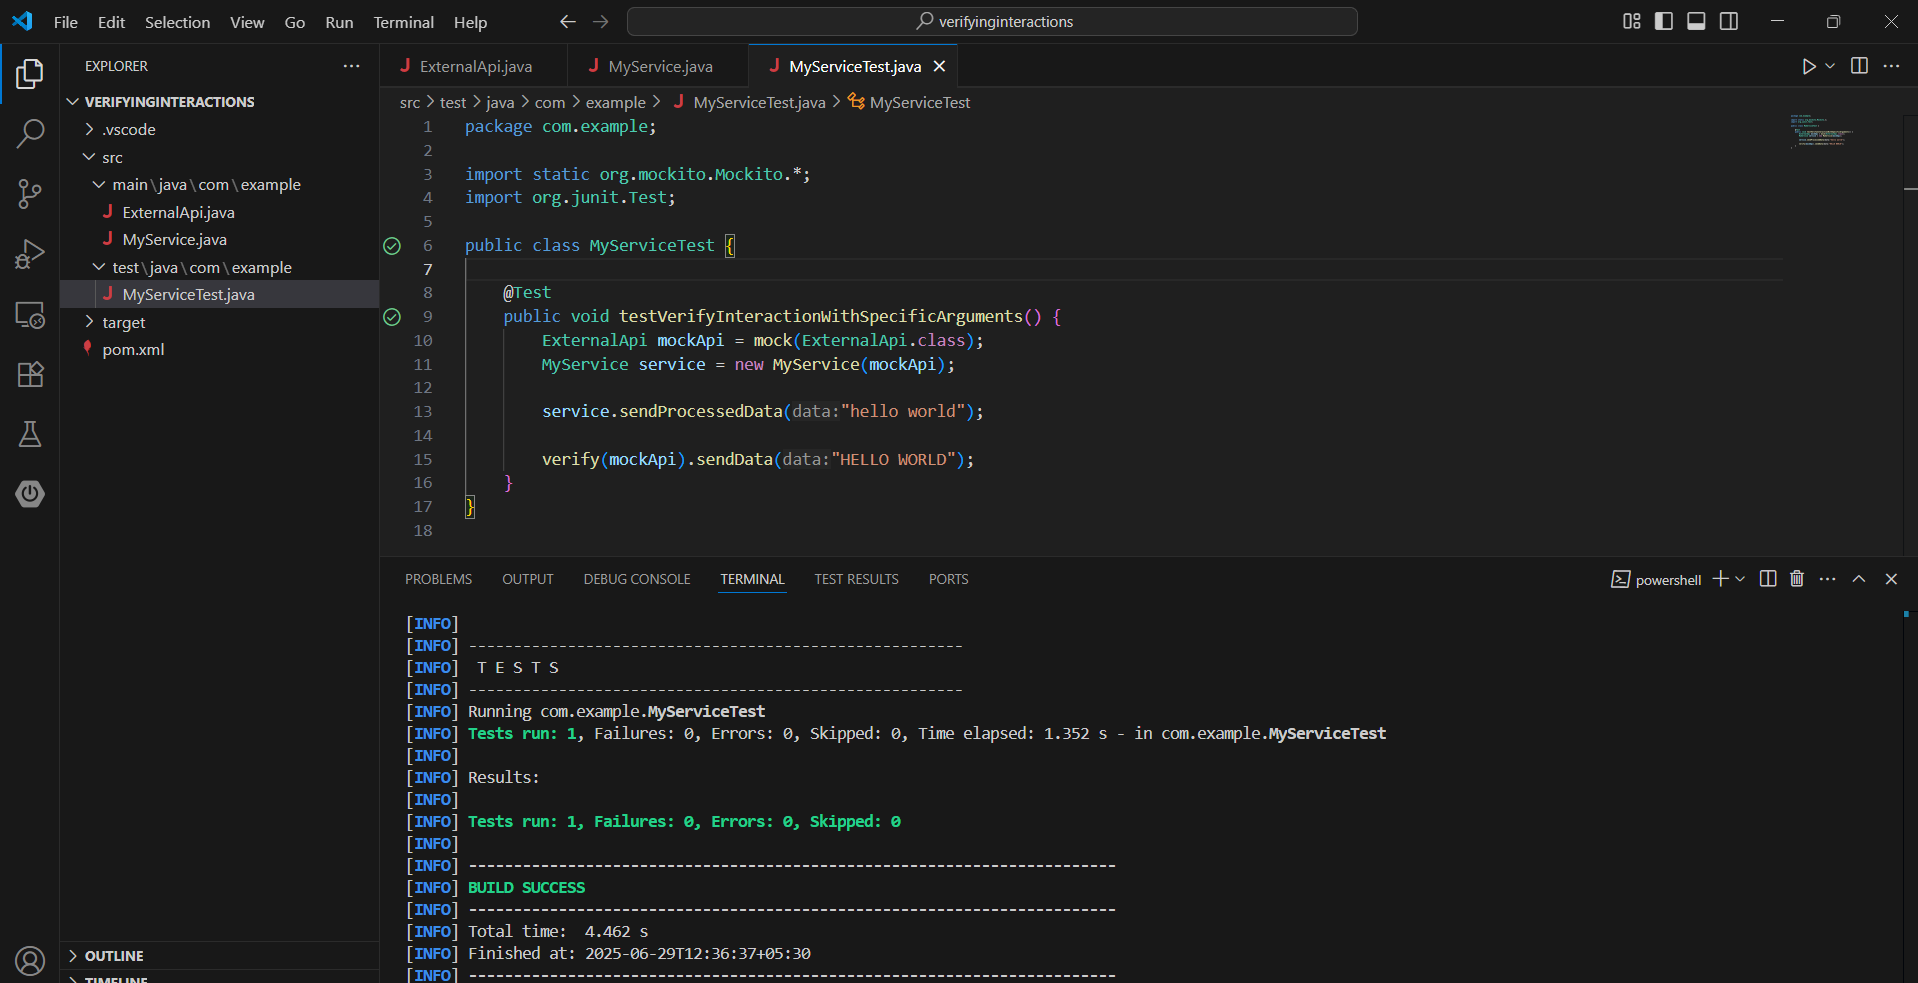 File Edit Selection View Go Run Terminal Help
verifyinginteractions
EXPLORER
VERIFYINGINTERACTIONS
.vscode
src
main\java\com\example
ExternalApi.java
MyService.java
test\java\com\example
MyServiceTest.java
target
pom.xml
OUTLINE
TIMELINE
ExternalApi.java MyService.java MyServiceTest.java
src > test > java > com > example > MyServiceTest.java > MyServiceTest
1 package com.example;
2
3 import static org.mockito.Mockito.*;
4 import org.junit.Test;
5
6 public class MyServiceTest {
7
8 @Test
9 public void testVerifyInteractionWithSpecificArguments() {
10 ExternalApi mockApi = mock(ExternalApi.class);
11 MyService service = new MyService(mockApi);
12
13 service.sendProcessedData(data:"hello world");
14
15 verify(mockApi).sendData(data:"HELLO WORLD");
16 }
17 }
18
PROBLEMS OUTPUT DEBUG CONSOLE TERMINAL TEST RESULTS PORTS
powershell
[INFO]
[INFO] -------------------------------------------------------
[INFO]  T E S T S
[INFO] -------------------------------------------------------
[INFO] Running com.example.MyServiceTest
[INFO] Tests run: 1, Failures: 0, Errors: 0, Skipped: 0, Time elapsed: 1.352 s - in com.example.MyServiceTest
[INFO]
[INFO] Results:
[INFO]
[INFO] Tests run: 1, Failures: 0, Errors: 0, Skipped: 0
[INFO]
[INFO] ------------------------------------------------------------------------
[INFO] BUILD SUCCESS
[INFO] ------------------------------------------------------------------------
[INFO] Total time:  4.462 s
[INFO] Finished at: 2025-06-29T12:36:37+05:30
[INFO] ------------------------------------------------------------------------